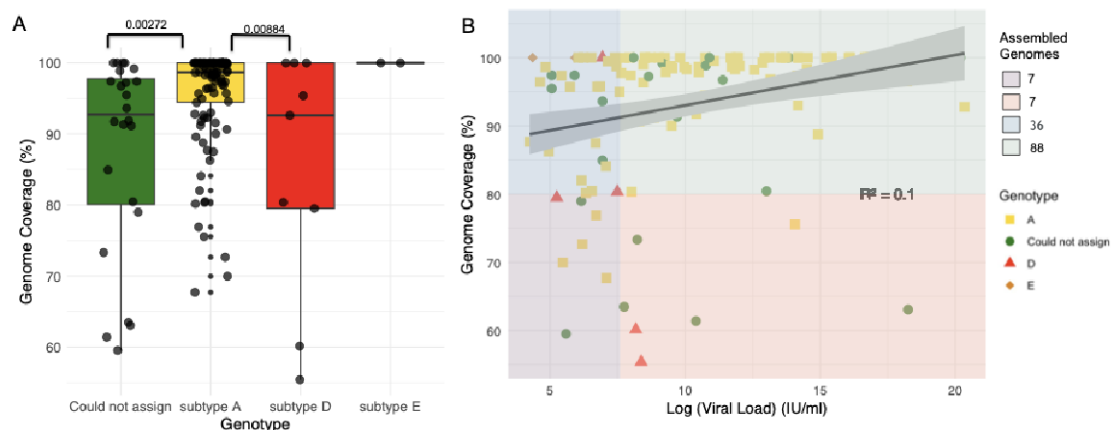 A
0.00272
0.00884
100
90
80
70
60
Genome Coverage (%)
Could not assign
subtype A
subtype D
subtype E
Genotype
B
100
90
80
70
60
Genome Coverage (%)
R² = 0.1
5
10
15
20
Log (Viral Load) (IU/ml)
Assembled
Genomes
7
7
36
88
Genotype
A
Could not assign
D
E